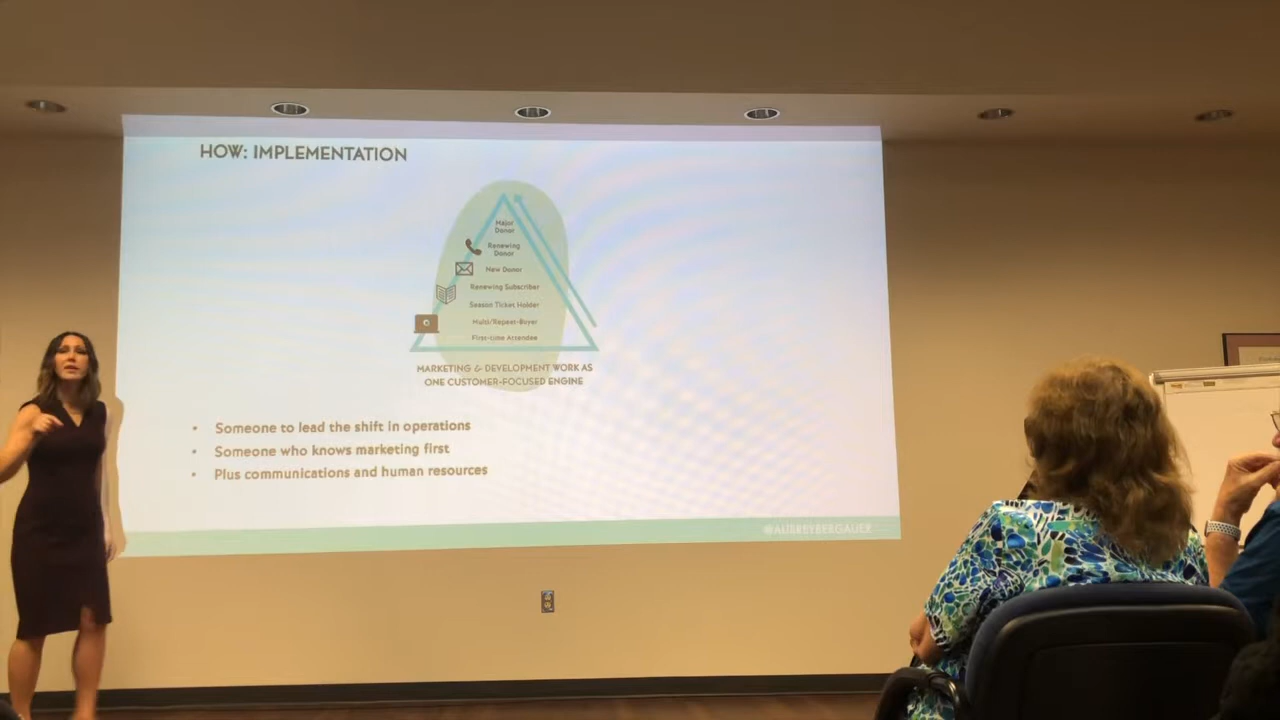 HOW: IMPLEMENTATION
Major
Donor
Renewing
Donor
New Donor
Renewing Subscriber
Season Ticket Holder
Multi/Repeat-Buyer
First-time Attendee
MARKETING & DEVELOPMENT WORK AS
ONE CUSTOMER-FOCUSED ENGINE
• Someone to lead the shift in operations
• Someone who knows marketing first
• Plus communications and human resources
@AUBREYBERGAUER